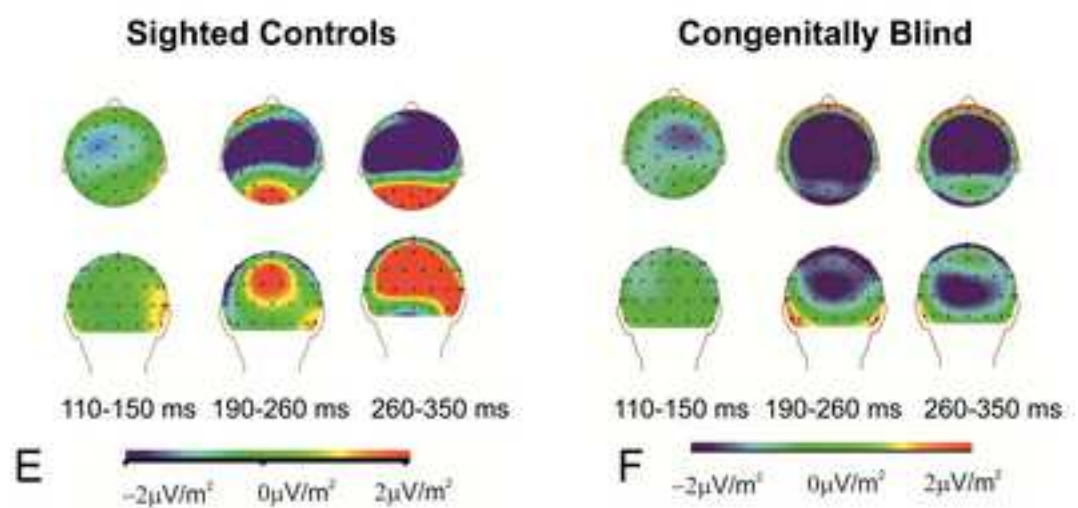 Sighted Controls
Congenitally Blind
110-150 ms 190-260 ms 260-350 ms
110-150 ms 190-260 ms 260-350 ms
E
−2µV/m² 0µV/m² 2µV/m²
F
−2µV/m² 0µV/m² 2µV/m²